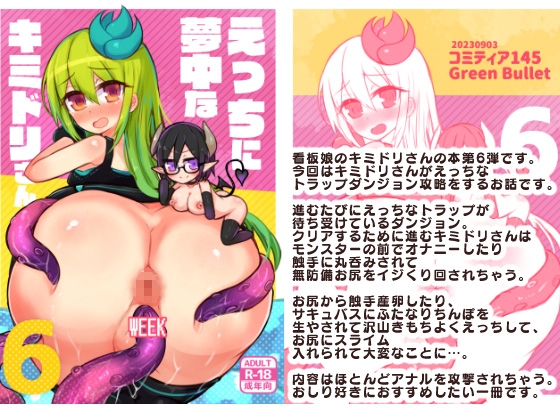 えっちに
夢中な
キミドリさん
6
WEEK
ADULT
R-18
成年向
20230903
コミティア145
Green Bullet
6
看板娘のキミドリさんの本第6弾です。
今回はキミドリさんがえっちな
トラップダンジョン攻略をするお話です。
進むたびにえっちなトラップが
待ち受けているダンジョン。
クリアするために進むキミドリさんは
モンスターの前でオナニーしたり
触手に丸呑みされて
無防備お尻をイジくり回されちゃう。
お尻から触手産卵したり、
サキュバスにふたなりちんぽを
生やされて沢山きもちよくえっちして、
お尻にスライム
入れられて大変なことに…。
内容はほとんどアナルを攻撃されちゃう。
おしり好きにおすすめしたい一冊です。